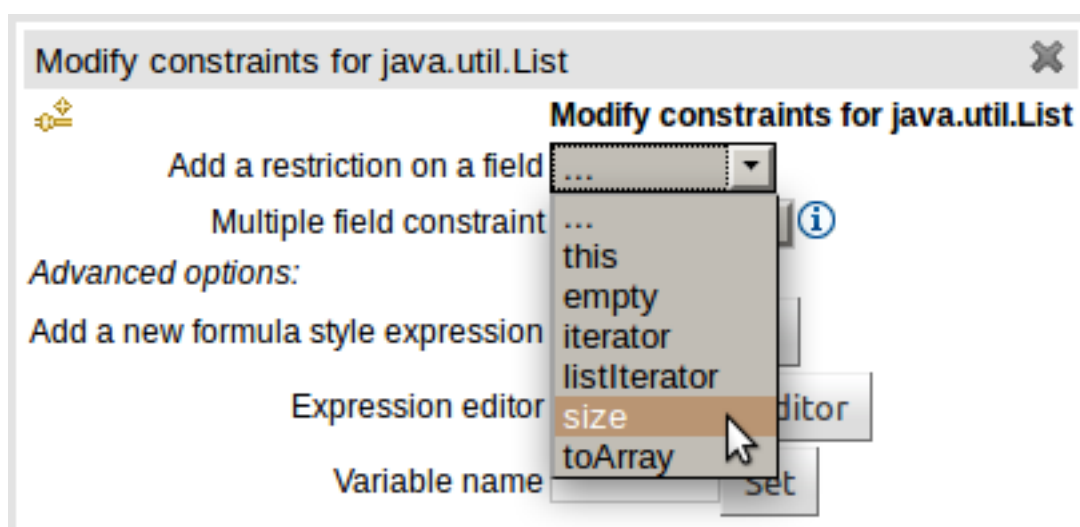 Modify constraints for java.util.List
Modify constraints for java.util.List
Add a restriction on a field ...
Multiple field constraint
...
this
empty
iterator
listIterator
size
toArray
Advanced options:
Add a new formula style expression
Expression editor ditor
Variable name Set